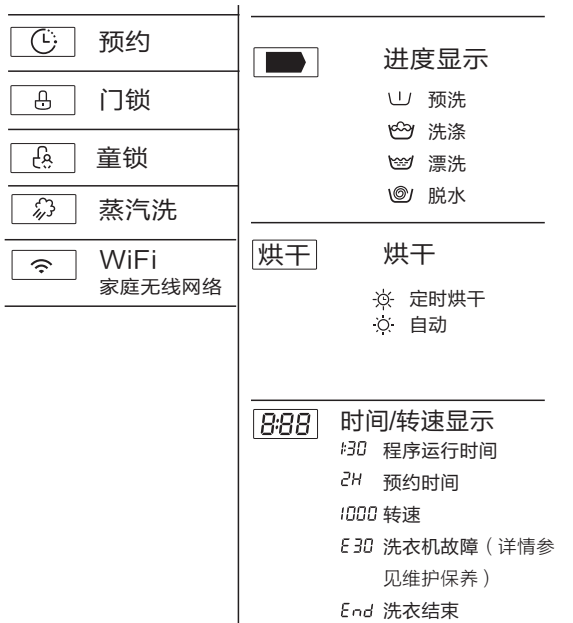 预约
门锁
童锁
蒸汽洗
WiFi
家庭无线网络
进度显示
预洗
洗涤
漂洗
脱水
烘干 烘干
定时烘干
自动
8:88 时间/转速显示
1:30 程序运行时间
2H 预约时间
1000 转速
E30 洗衣机故障（详情参
见维护保养）
End 洗衣结束